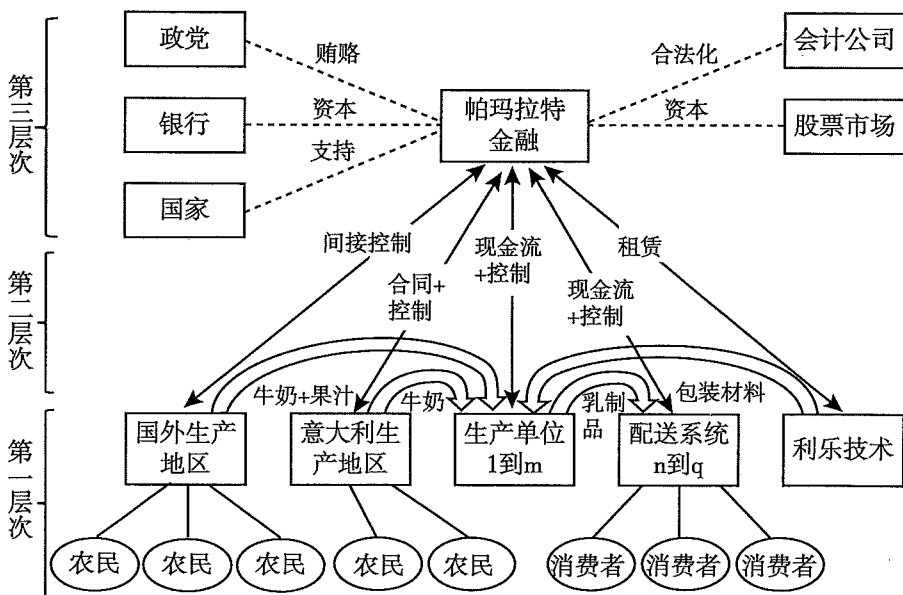 第三层次
政党
贿赂
合法化
会计公司
银行
资本
帕玛拉特
金融
资本
股票市场
支持
国家
第二层次
间接控制
合同+
控制
现金流
+控制
现金流
+控制
租赁
牛奶+果汁
牛奶
乳制
品
包装材料
第一层次
国外生产
地区
意大利生
产地区
生产单位
1到m
配送系统
n到q
利乐技术
农民
农民
农民
农民
农民
消费者
消费者
消费者